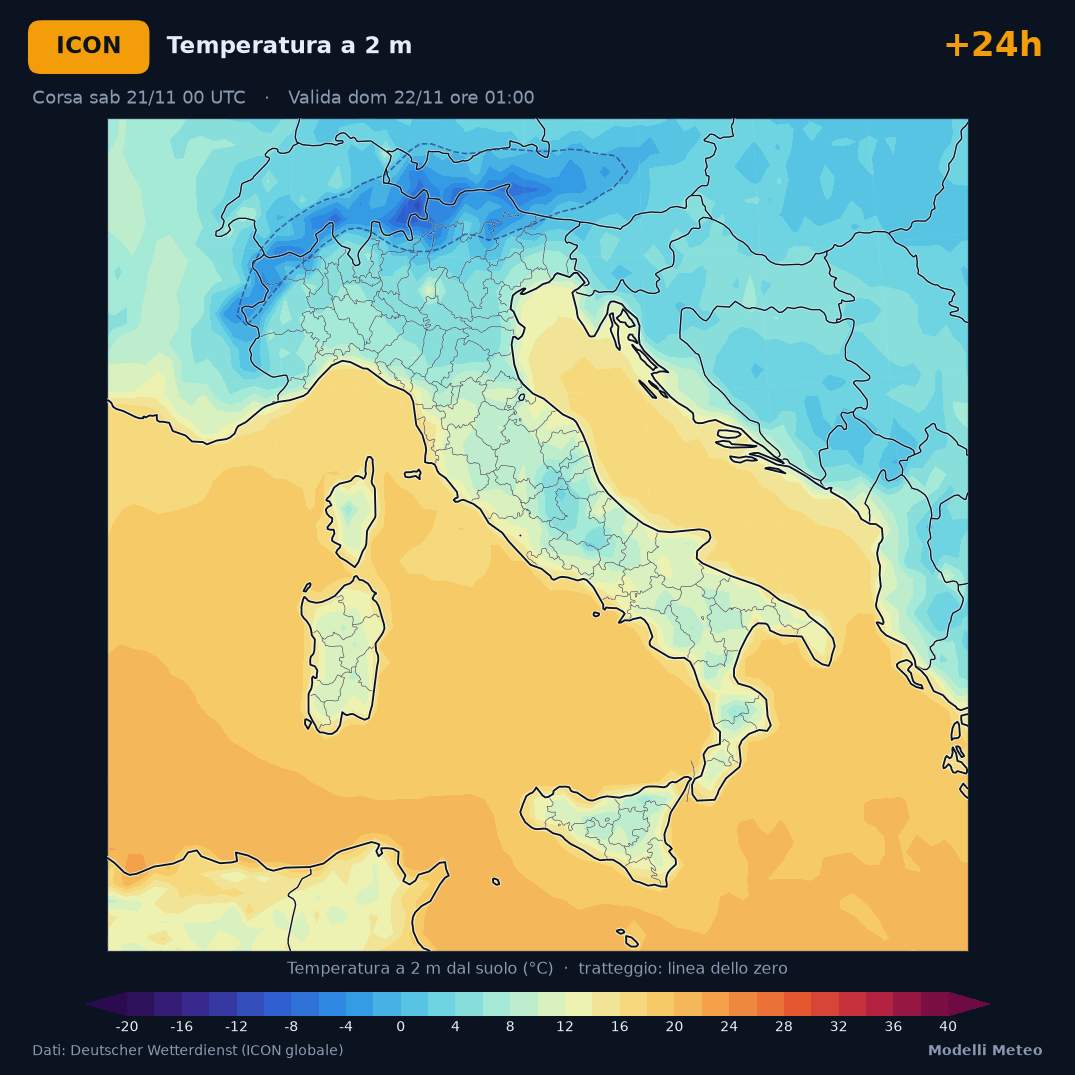 ICON Temperatura a 2 m +24h
Corsa sab 21/11 00 UTC · Valida dom 22/11 ore 01:00
Temperatura a 2 m dal suolo (°C) · tratteggio: linea dello zero
-20 -16 -12 -8 -4 0 4 8 12 16 20 24 28 32 36 40
Dati: Deutscher Wetterdienst (ICON globale) Modelli Meteo